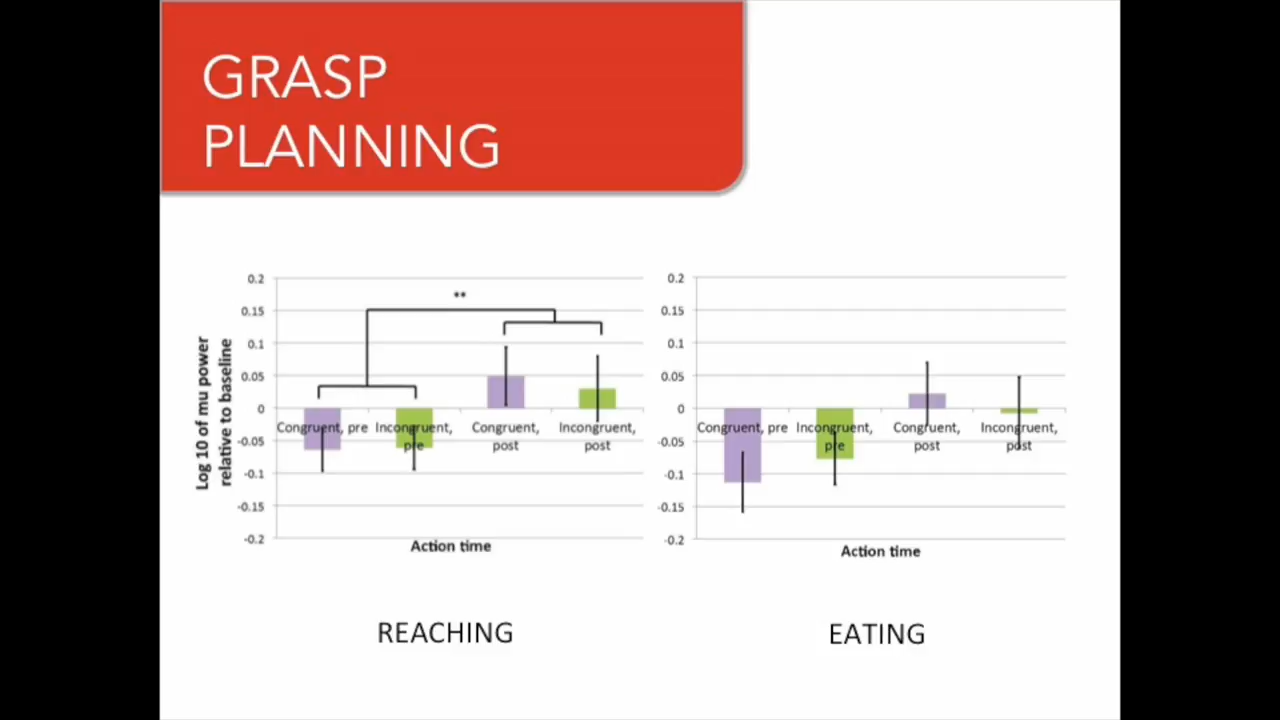 GRASP
PLANNING
Log 10 of mu power
relative to baseline
0.2
0.15
0.1
0.05
0
-0.05
-0.1
-0.15
-0.2
**
Congruent, pre
Incongruent,
pre
Congruent,
post
Incongruent,
post
Action time
REACHING
0.2
0.15
0.1
0.05
0
-0.05
-0.1
-0.15
-0.2
Congruent, pre
Incongruent,
pre
Congruent,
post
Incongruent,
post
Action time
EATING